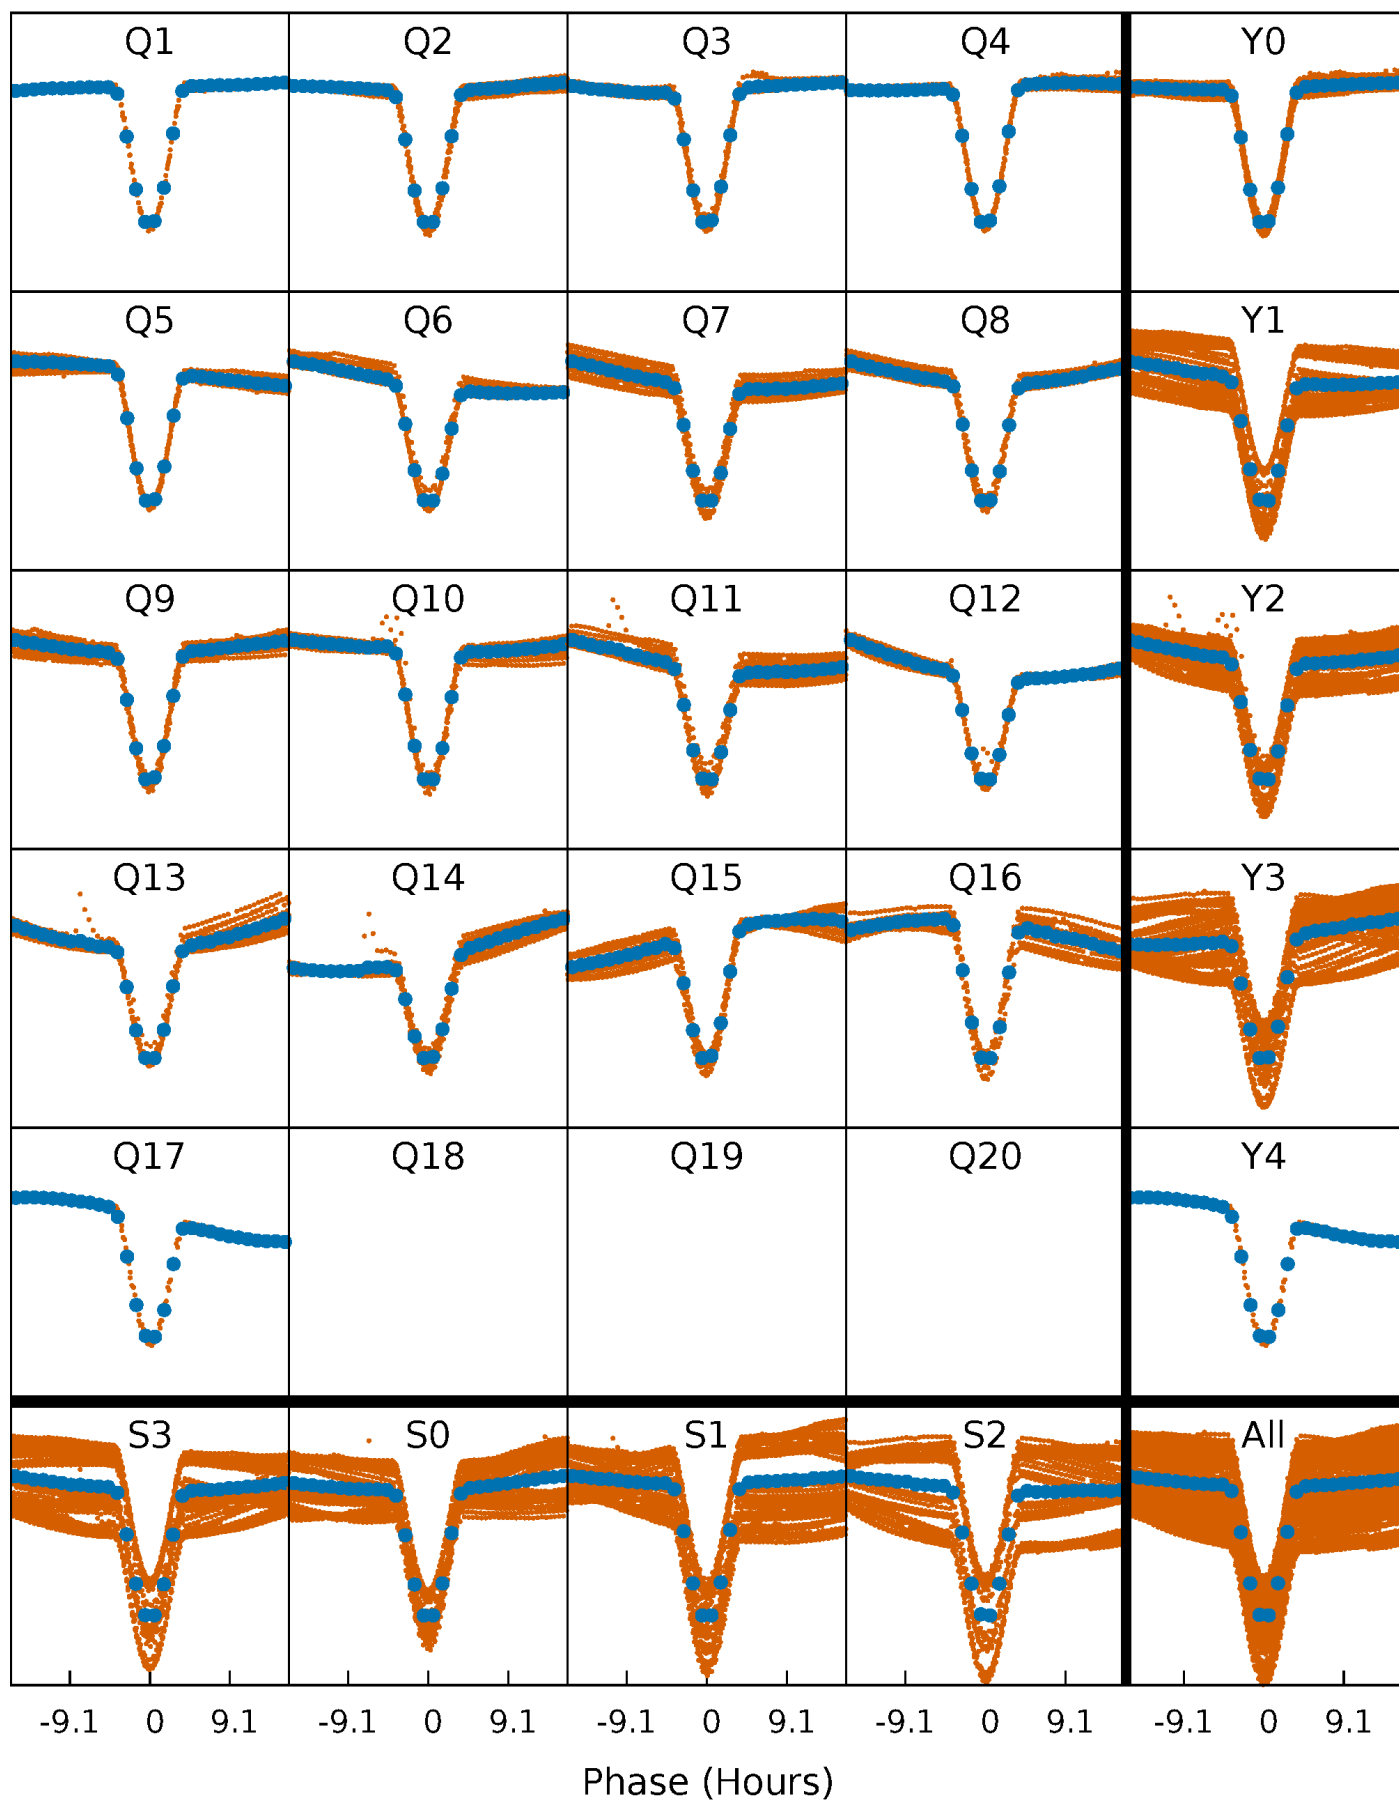 Q1 Q2 Q3 Q4 Y0
Q5 Q6 Q7 Q8 Y1
Q9 Q10 Q11 Q12 Y2
Q13 Q14 Q15 Q16 Y3
Q17 Q18 Q19 Q20 Y4
S3 S0 S1 S2 All
-9.1 0 9.1 -9.1 0 9.1 -9.1 0 9.1 -9.1 0 9.1 -9.1 0 9.1
Phase (Hours)